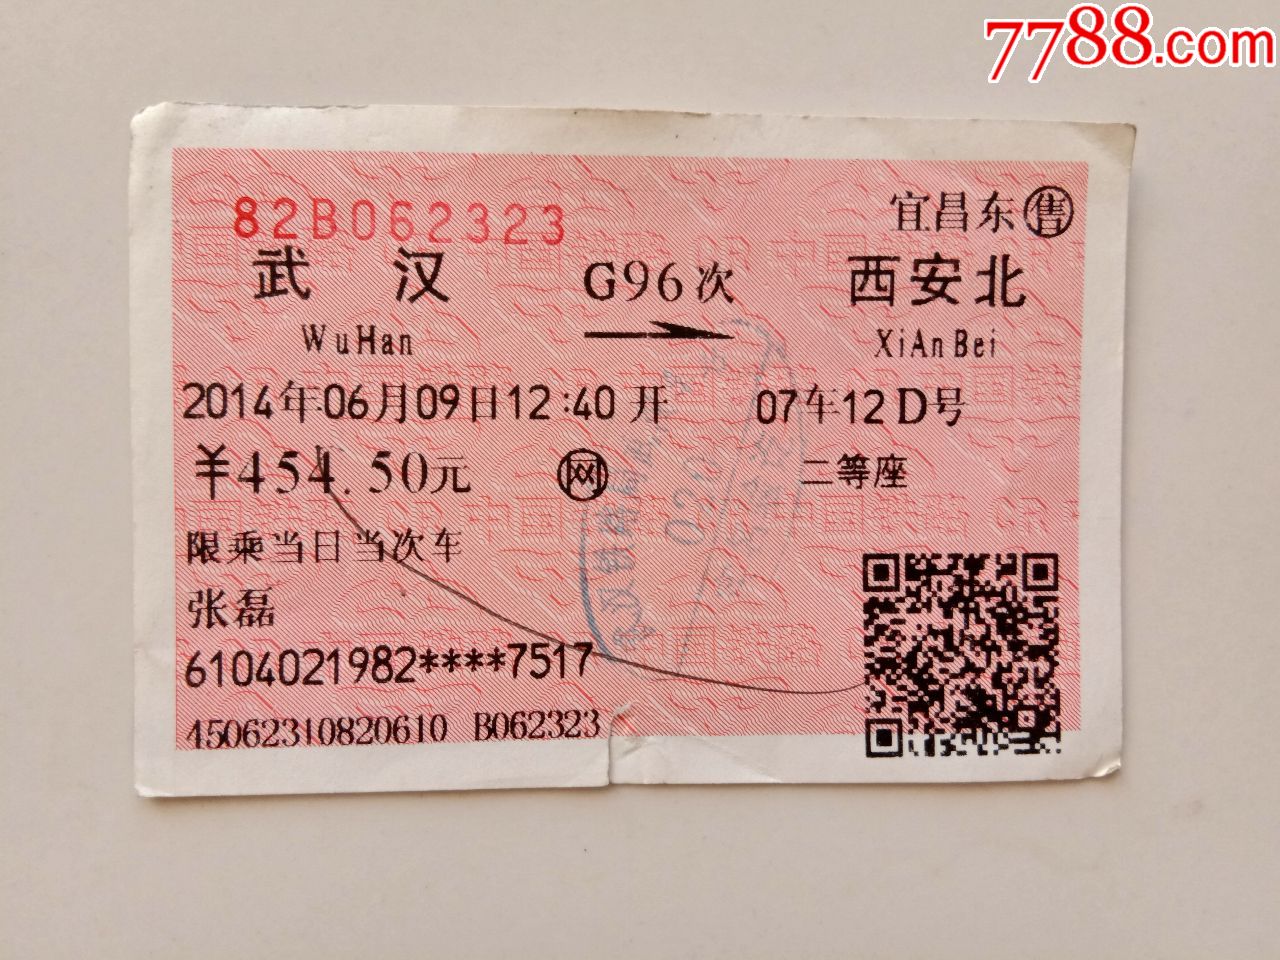 7788.com
82B062323
宜昌东 售
武汉 G96次 西安北
WuHan XiAnBei
2014年06月09日12:40开 07车12D号
¥454.50元 网 二等座
限乘当日当次车
张磊
6104021982****7517
45062310820610 B062323